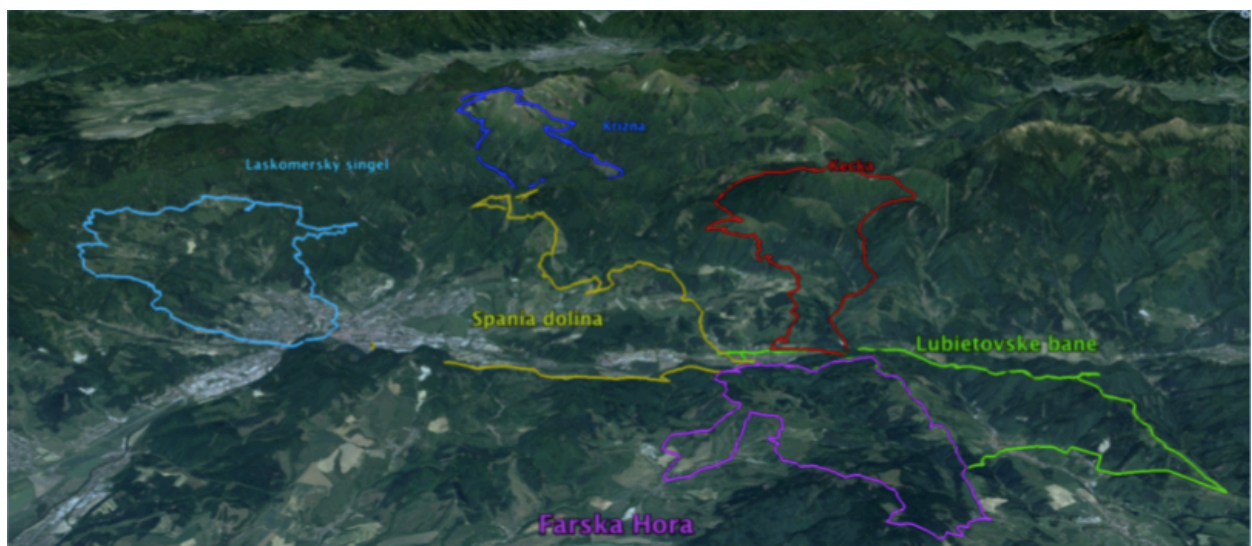 Krizna
Laskomerský singel
Spania dolina
Lubietovske bane
Farska Hora